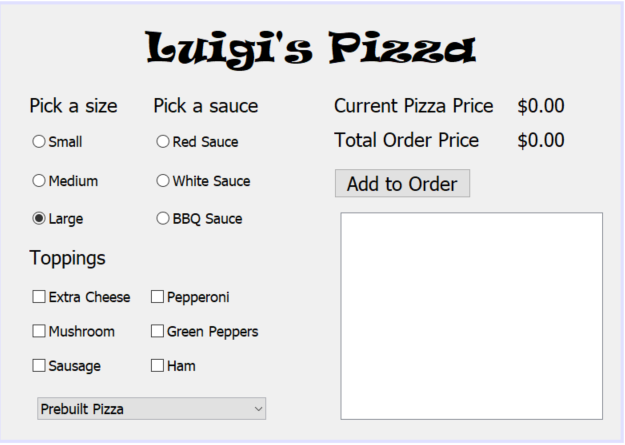 Luigi's Pizza
Pick a size
Pick a sauce
Small
Red Sauce
Medium
White Sauce
Large
BBQ Sauce
Toppings
Extra Cheese
Pepperoni
Mushroom
Green Peppers
Sausage
Ham
Prebuilt Pizza
Current Pizza Price $0.00
Total Order Price $0.00
Add to Order